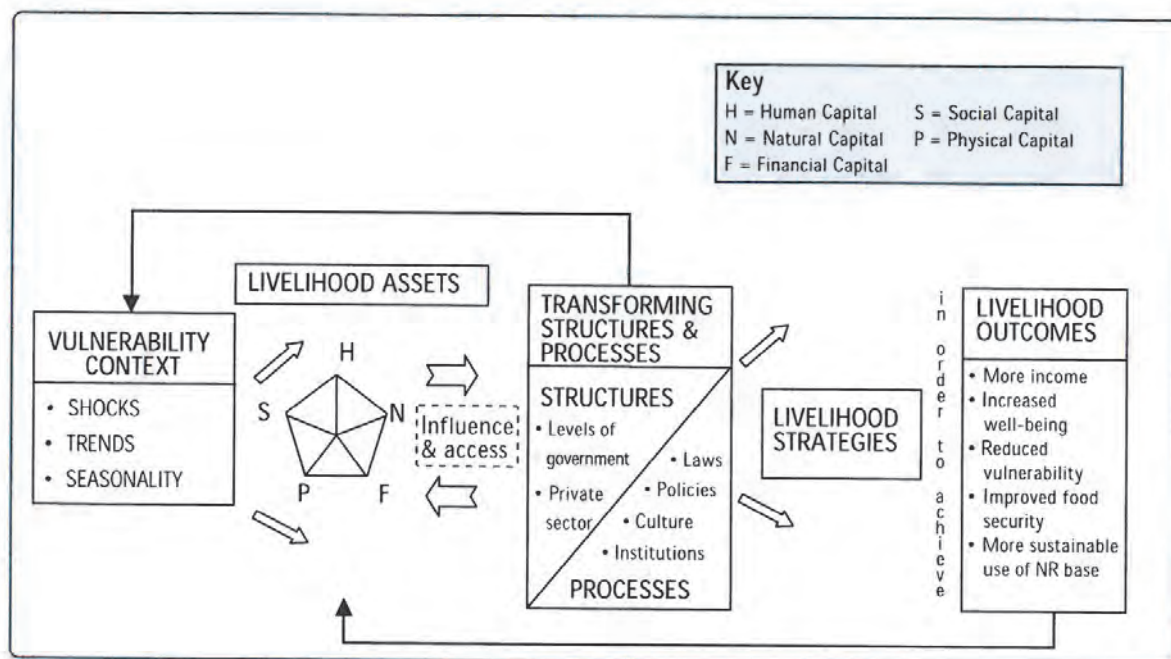 Key
H = Human Capital S = Social Capital
N = Natural Capital P = Physical Capital
F = Financial Capital
LIVELIHOOD ASSETS
VULNERABILITY
CONTEXT
• SHOCKS
• TRENDS
• SEASONALITY
H
S
N
P
F
Influence
& access
TRANSFORMING
STRUCTURES &
PROCESSES
STRUCTURES
• Levels of
government
• Private
sector
• Laws
• Policies
• Culture
• Institutions
PROCESSES
LIVELIHOOD
STRATEGIES
in order to achieve
LIVELIHOOD
OUTCOMES
• More income
• Increased
well-being
• Reduced
vulnerability
• Improved food
security
• More sustainable
use of NR base